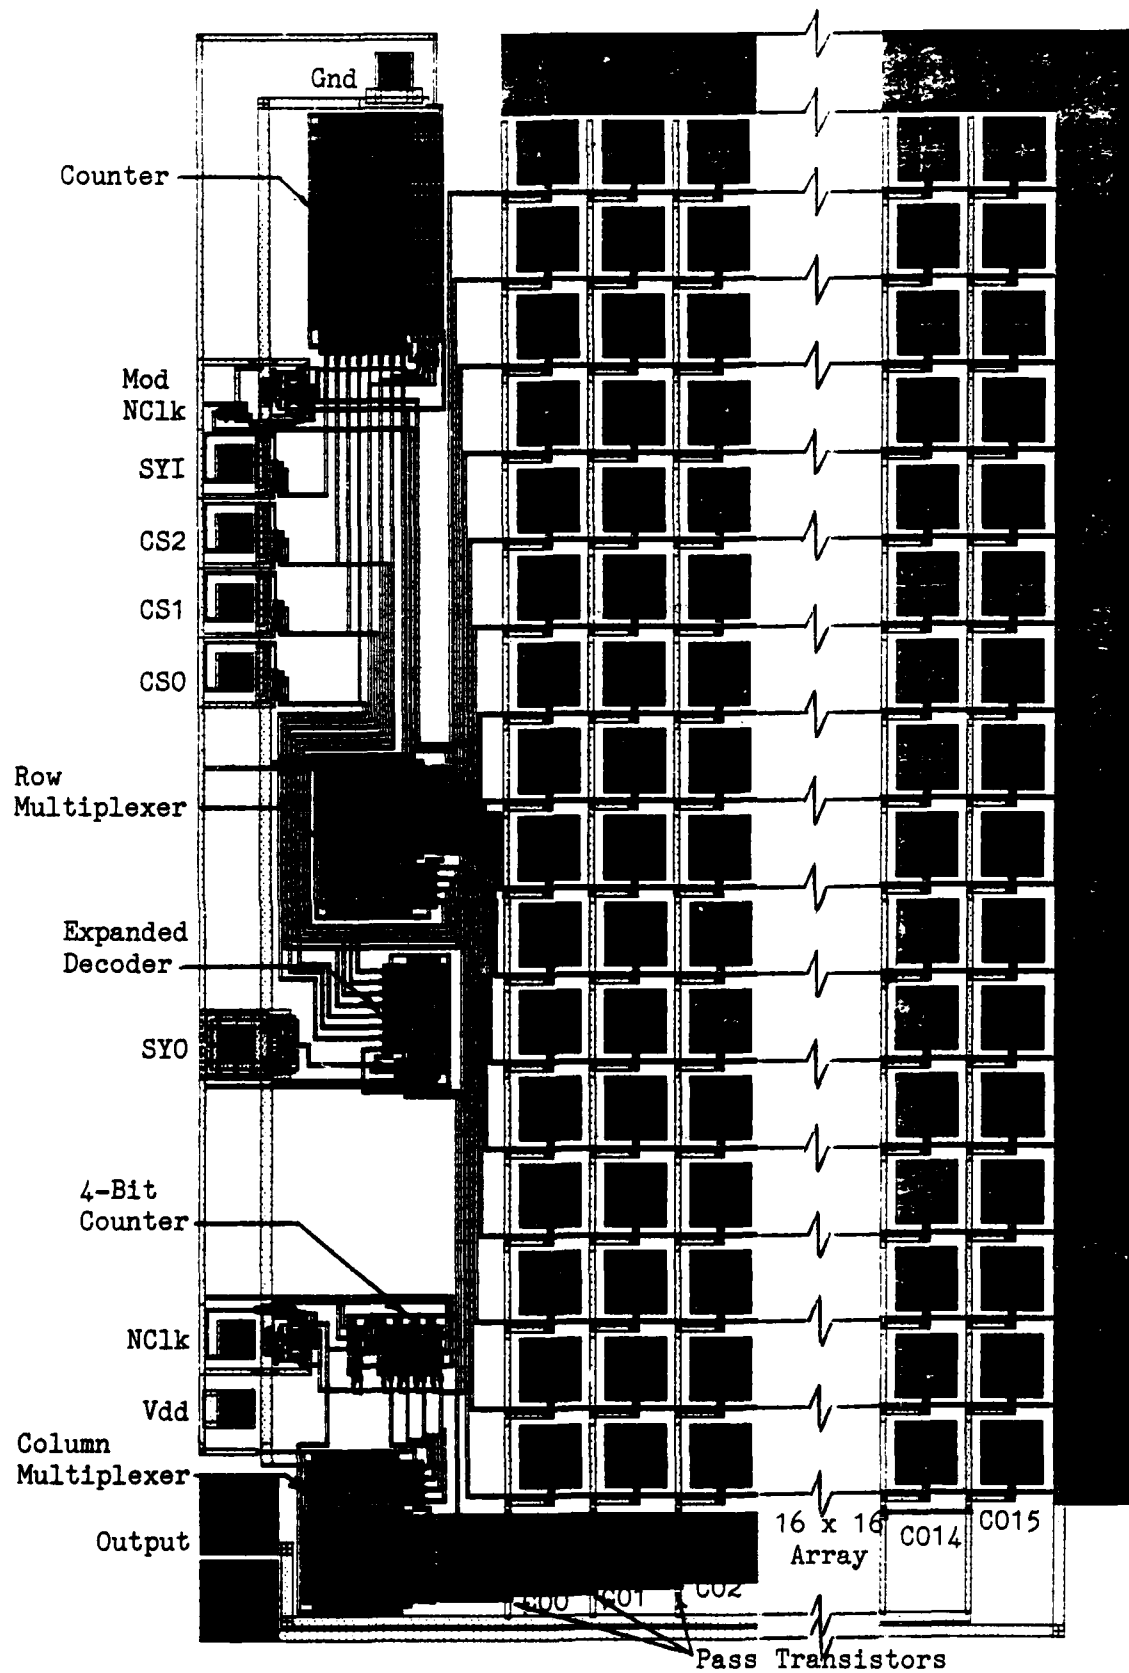 Gnd
Counter
Mod
NClk
SYI
CS2
CS1
CS0
Row
Multiplexer
Expanded
Decoder
SYO
4-Bit
Counter
NClk
Vdd
Column
Multiplexer
Output
16 x 16
Array
CO14
CO15
CO0
CO1
CO2
Pass Transistors